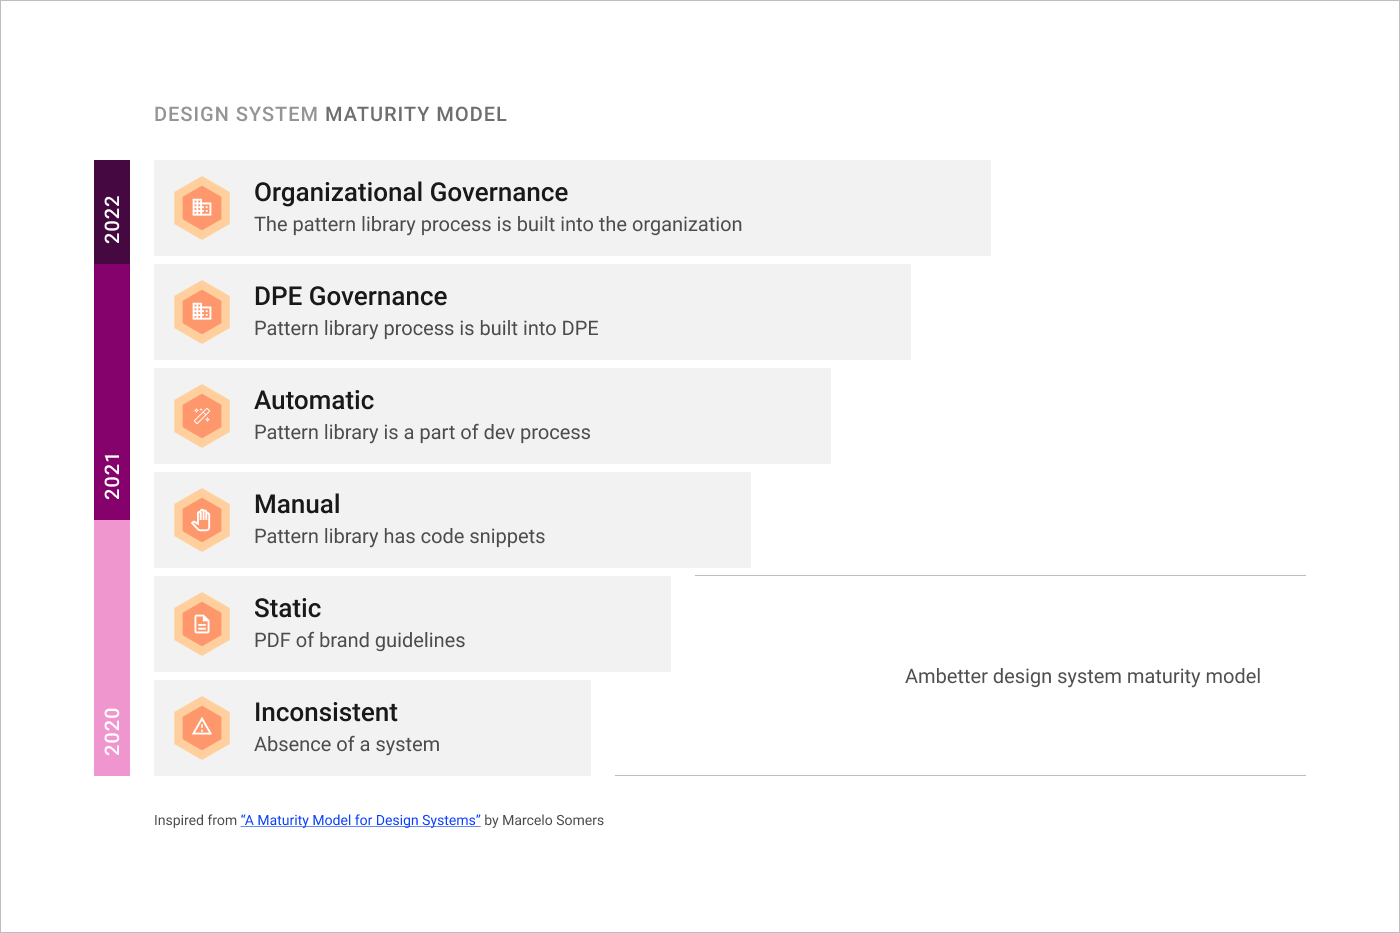 DESIGN SYSTEM MATURITY MODEL
2022
Organizational Governance
The pattern library process is built into the organization
DPE Governance
Pattern library process is built into DPE
2021
Automatic
Pattern library is a part of dev process
Manual
Pattern library has code snippets
2020
Static
PDF of brand guidelines
Inconsistent
Absence of a system
Ambetter design system maturity model
Inspired from “A Maturity Model for Design Systems” by Marcelo Somers